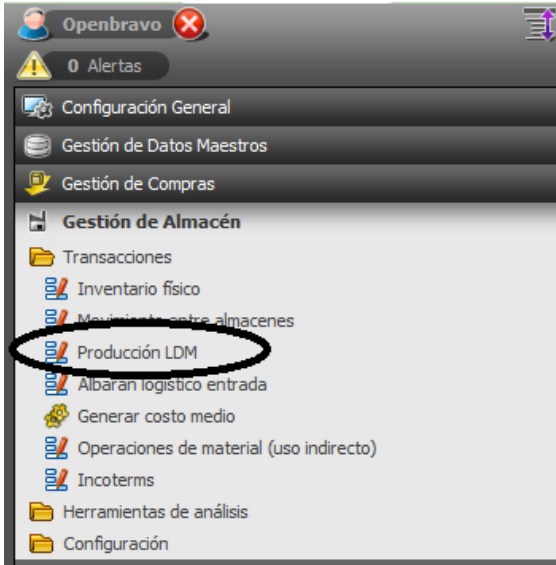 Openbravo
0 Alertas
Configuración General
Gestión de Datos Maestros
Gestión de Compras
Gestión de Almacén
Transacciones
Inventario físico
Movimiento entre almacenes
Producción LDM
Albarán logístico entrada
Generar costo medio
Operaciones de material (uso indirecto)
Incoterms
Herramientas de análisis
Configuración